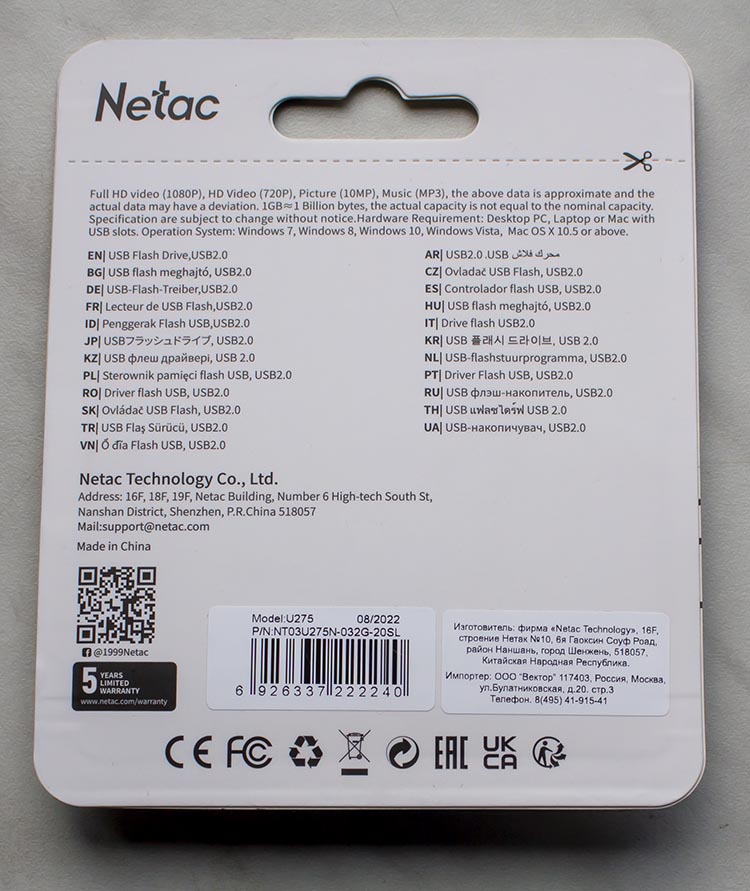 Netac
Full HD video (1080P), HD Video (720P), Picture (10MP), Music (MP3), the above data is approximate and the
actual data may have a deviation. 1GB≈1 Billion bytes, the actual capacity is not equal to the nominal capacity.
Specification are subject to change without notice.Hardware Requirement: Desktop PC, Laptop or Mac with
USB slots. Operation System: Windows 7, Windows 8, Windows 10, Windows Vista, Mac OS X 10.5 or above.
EN| USB Flash Drive,USB2.0
BG| USB flash meghajtó, USB2.0
DE| USB-Flash-Treiber,USB2.0
FR| Lecteur de USB Flash,USB2.0
ID| Penggerak Flash USB,USB2.0
JP| USBフラッシュドライブ, USB2.0
KZ| USB флеш драйвері, USB 2.0
PL| Sterownik pamięci flash USB, USB2.0
RO| Driver flash USB, USB2.0
SK| Ovládač USB Flash, USB2.0
TR| USB Flaş Sürücü, USB2.0
VN| Ổ đĩa Flash USB, USB2.0
AR| USB2.0 .USB محرك فلاش
CZ| Ovladač USB Flash, USB2.0
ES| Controlador flash USB, USB2.0
HU| USB flash meghajtó, USB2.0
IT| Drive flash USB2.0
KR| USB 플래시 드라이브, USB 2.0
NL| USB-flashstuurprogramma, USB2.0
PT| Driver Flash USB, USB2.0
RU| USB флэш-накопитель, USB2.0
TH| USB แฟลชไดร์ฟ USB 2.0
UA| USB-накопичувач, USB2.0
Netac Technology Co., Ltd.
Address: 16F, 18F, 19F, Netac Building, Number 6 High-tech South St,
Nanshan District, Shenzhen, P.R.China 518057
Mail:support@netac.com
Made in China
@1999Netac
5 YEARS
LIMITED
WARRANTY
www.netac.com/warranty
Model:U275 08/2022
P/N:NT03U275N-032G-20SL
6 926337 222240
Изготовитель: фирма «Netac Technology», 16F,
строение Нетак №10, 6я Гаоксин Соуф Роад,
район Наншань, город Шенжень, 518057,
Китайская Народная Республика.
Импортер: ООО "Вектор" 117403, Россия, Москва,
ул.Булатниковская, д.20. стр.3
Телефон. 8(495) 41-915-41
CE FC EAC UK
CA